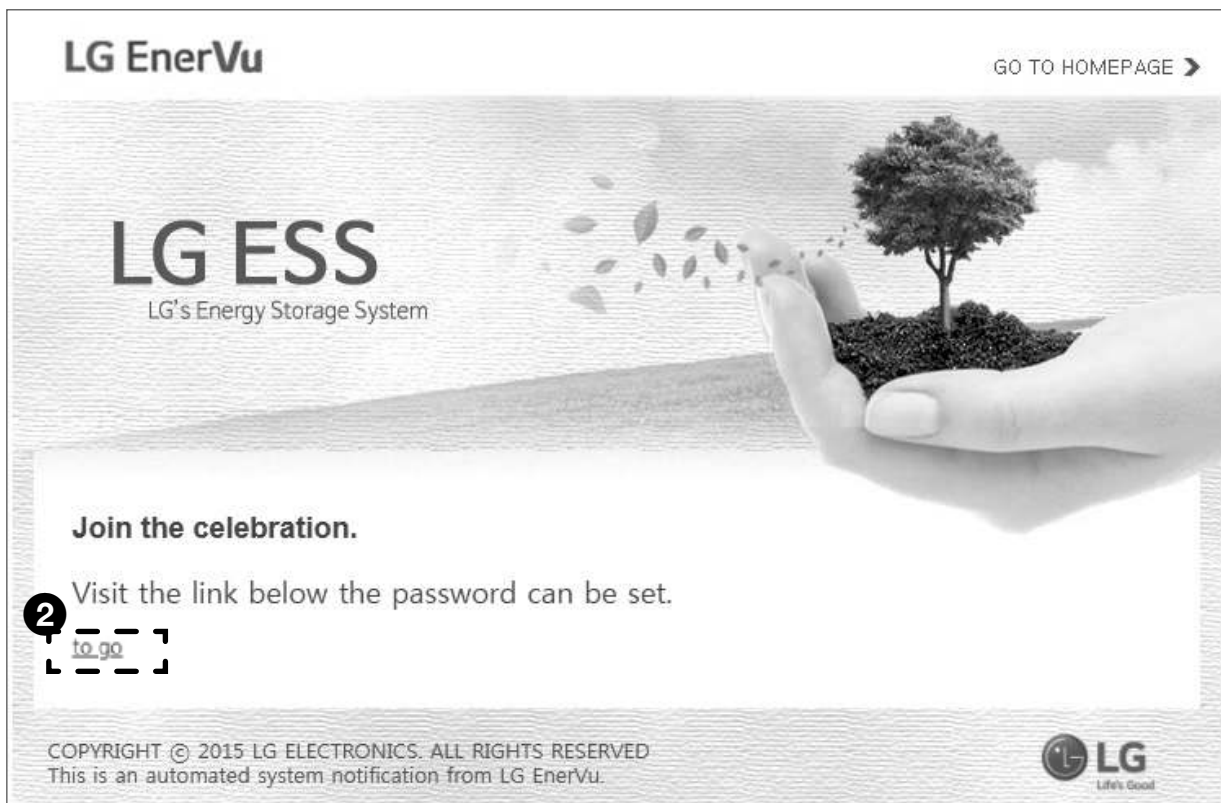 LG EnerVu
GO TO HOMEPAGE
LG ESS
LG's Energy Storage System
Join the celebration.
Visit the link below the password can be set.
2
to go
COPYRIGHT © 2015 LG ELECTRONICS. ALL RIGHTS RESERVED
This is an automated system notification from LG EnerVu.
LG
Life's Good